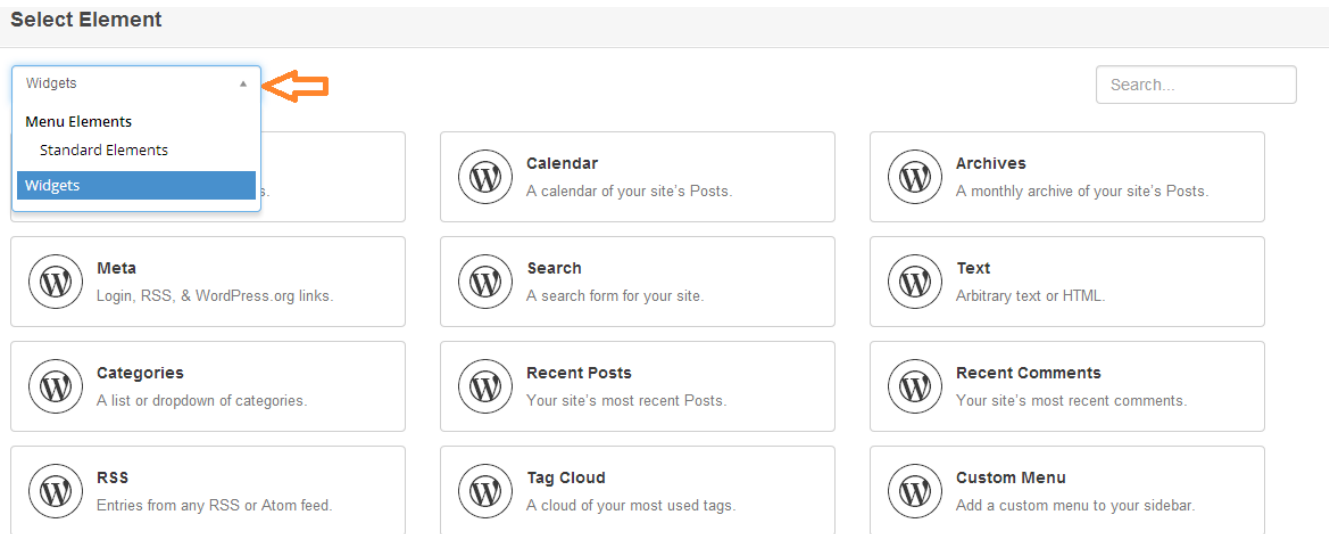 Select Element
Widgets
Search...
Menu Elements
Standard Elements
Widgets
Calendar
A calendar of your site's Posts.
Archives
A monthly archive of your site's Posts.
Meta
Login, RSS, & WordPress.org links.
Search
A search form for your site.
Text
Arbitrary text or HTML.
Categories
A list or dropdown of categories.
Recent Posts
Your site's most recent Posts.
Recent Comments
Your site's most recent comments.
RSS
Entries from any RSS or Atom feed.
Tag Cloud
A cloud of your most used tags.
Custom Menu
Add a custom menu to your sidebar.